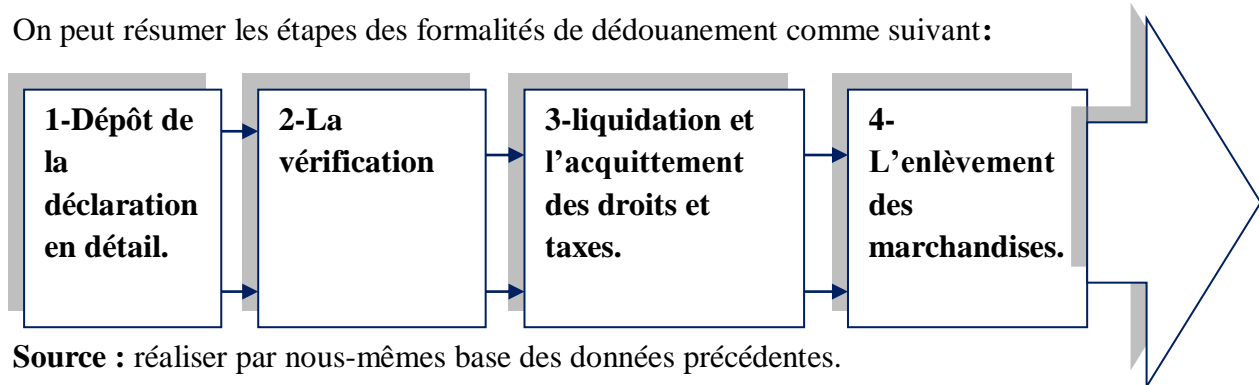 On peut résumer les étapes des formalités de dédouanement comme suivant:
1-Dépôt de
la
déclaration
en détail.
2-La
vérification
3-liquidation et
l’acquittement
des droits et
taxes.
4-
L’enlèvement
des
marchandises.
Source : réaliser par nous-mêmes base des données précédentes.